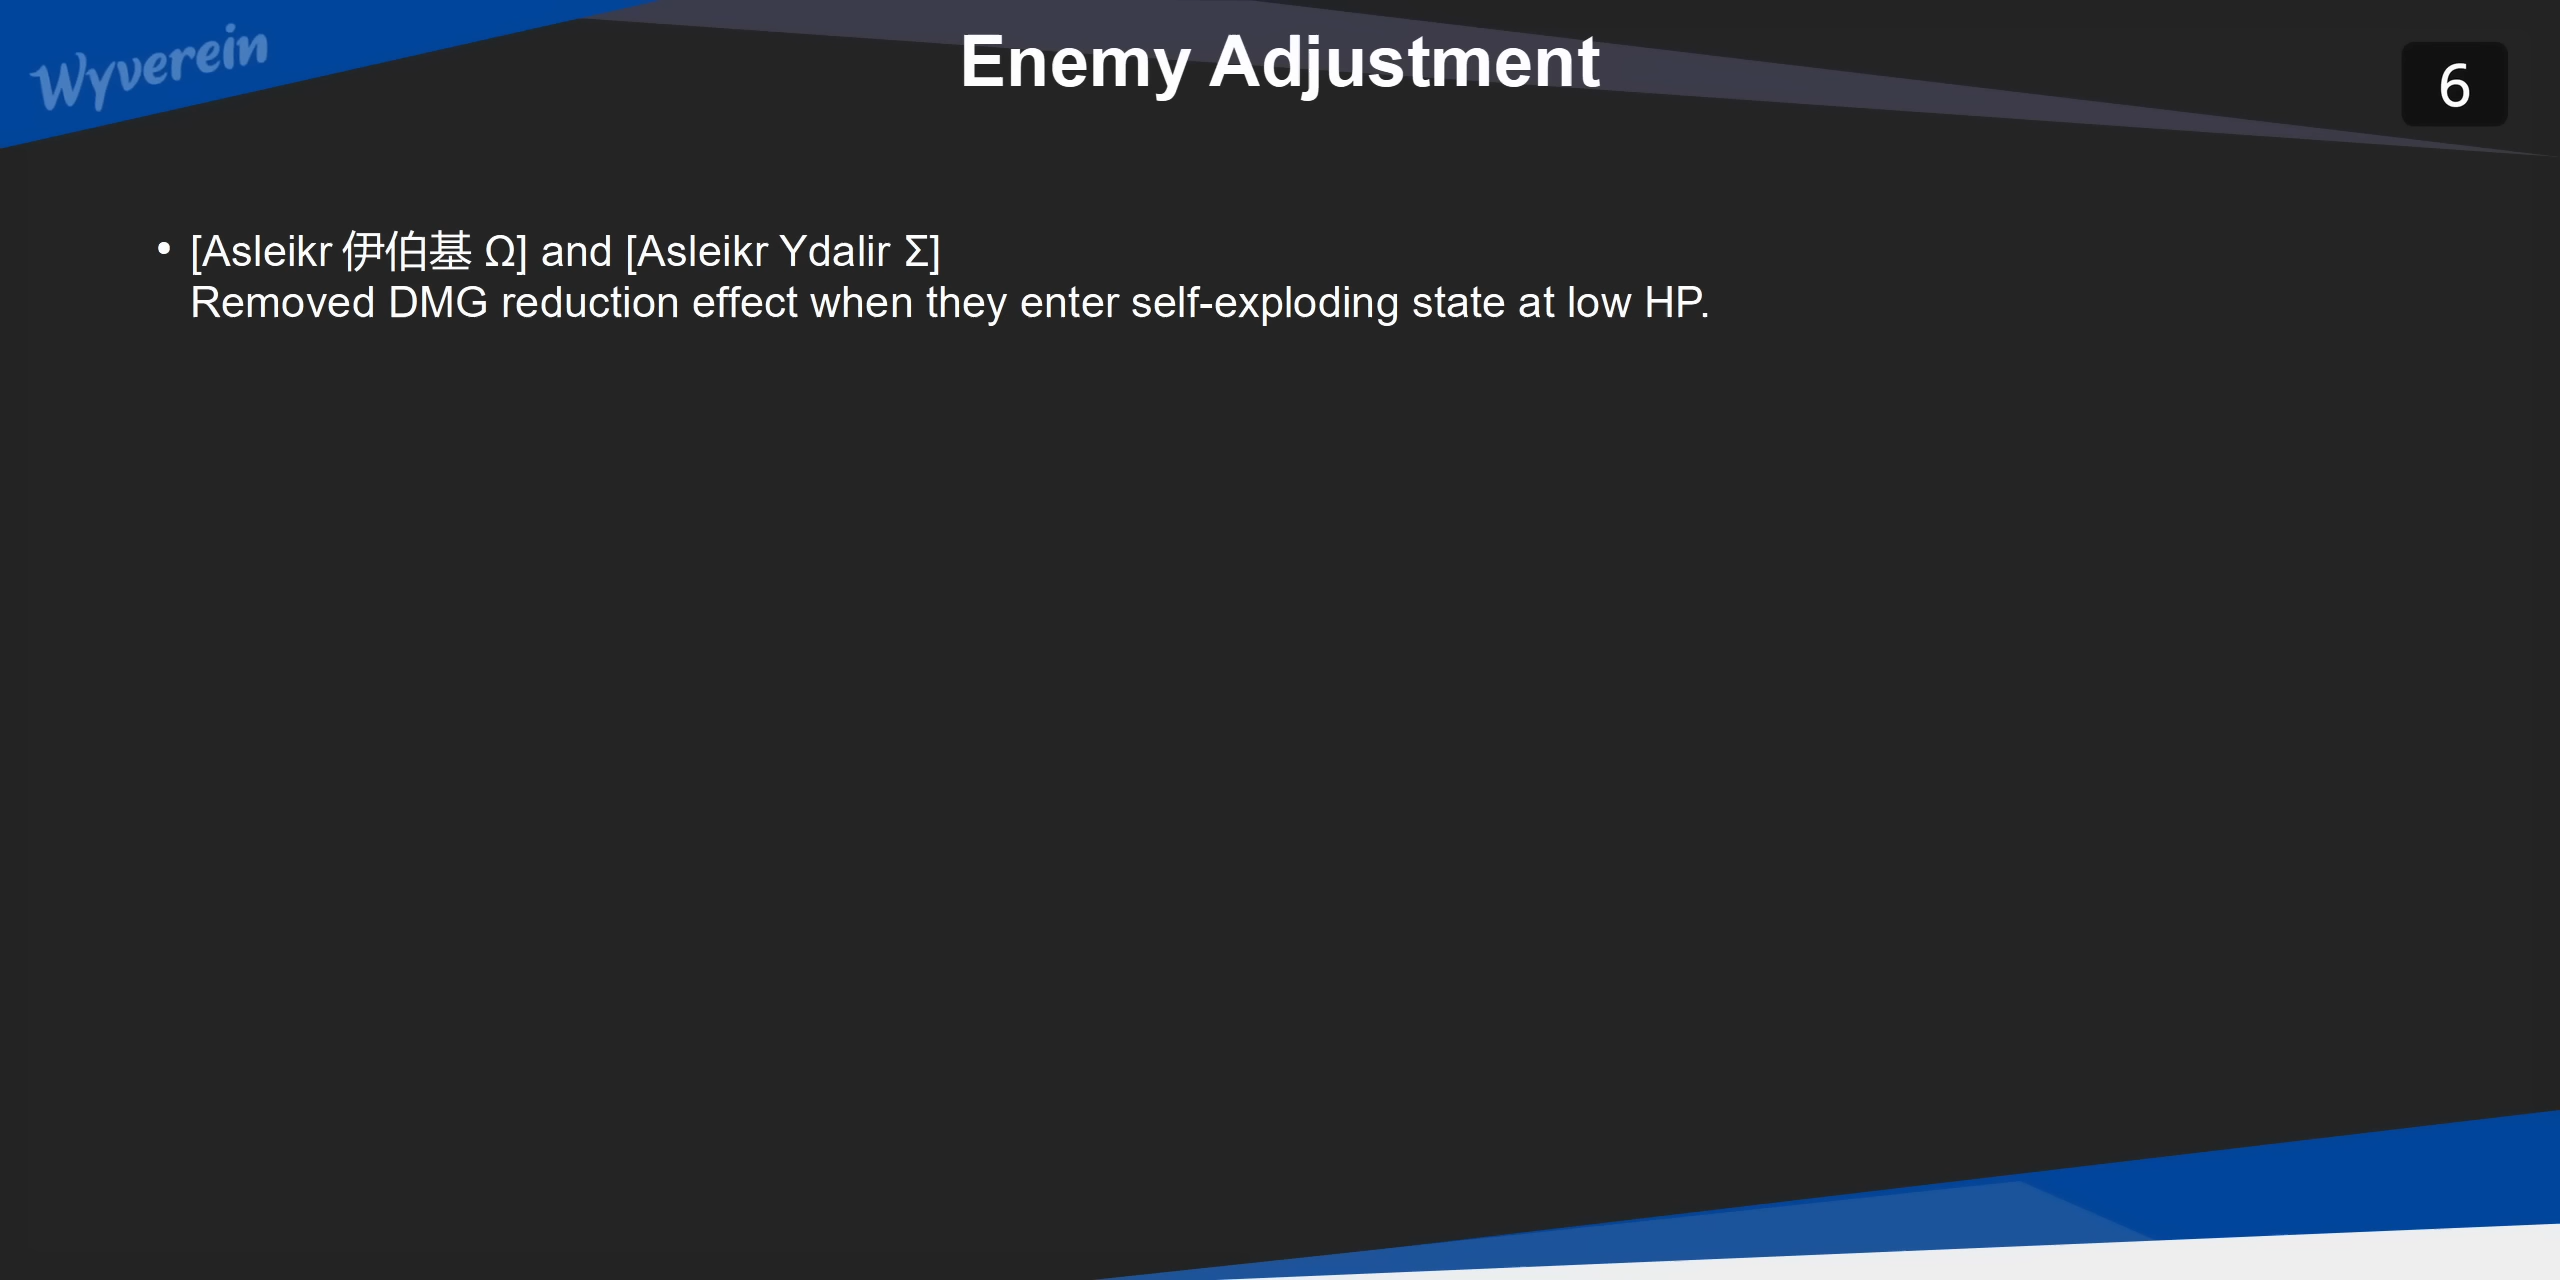 Wyverein
Enemy Adjustment
6
• [Asleikr 伊伯基 Ω] and [Asleikr Ydalir Σ]
Removed DMG reduction effect when they enter self-exploding state at low HP.